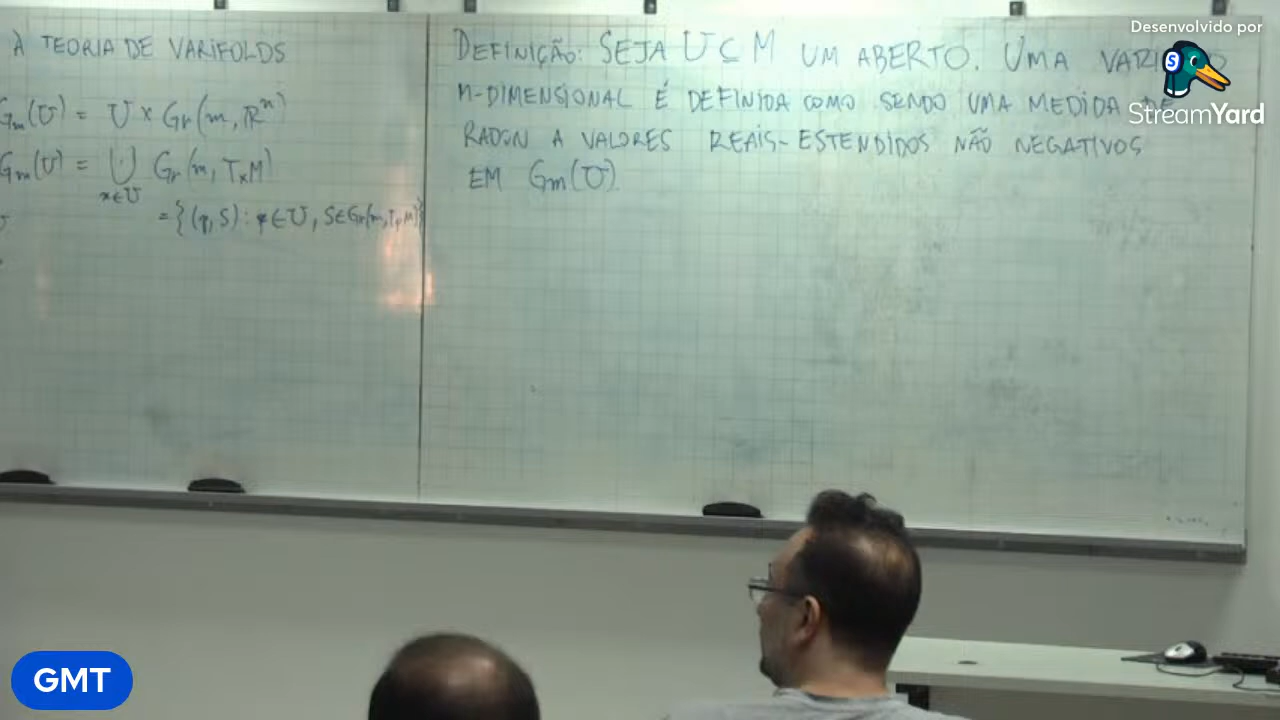 À TEORIA DE VARIFOLDS
Gm(U) = U × Gr(m, ℝⁿ)
Gm(U) = ⋃ Gr(m, TₓM)
x∈U
= {(p, S) : p ∈ U, S∈Gr(m, TₚM)}
DEFINIÇÃO: SEJA U ⊆ M UM ABERTO. UMA
M-DIMENSIONAL É DEFINIDA COMO SENDO UMA MEDIDA DE
RADON A VALORES REAIS-ESTENDIDOS NÃO NEGATIVOS
EM Gm(U)
Desenvolvido por
StreamYard
S
GMT